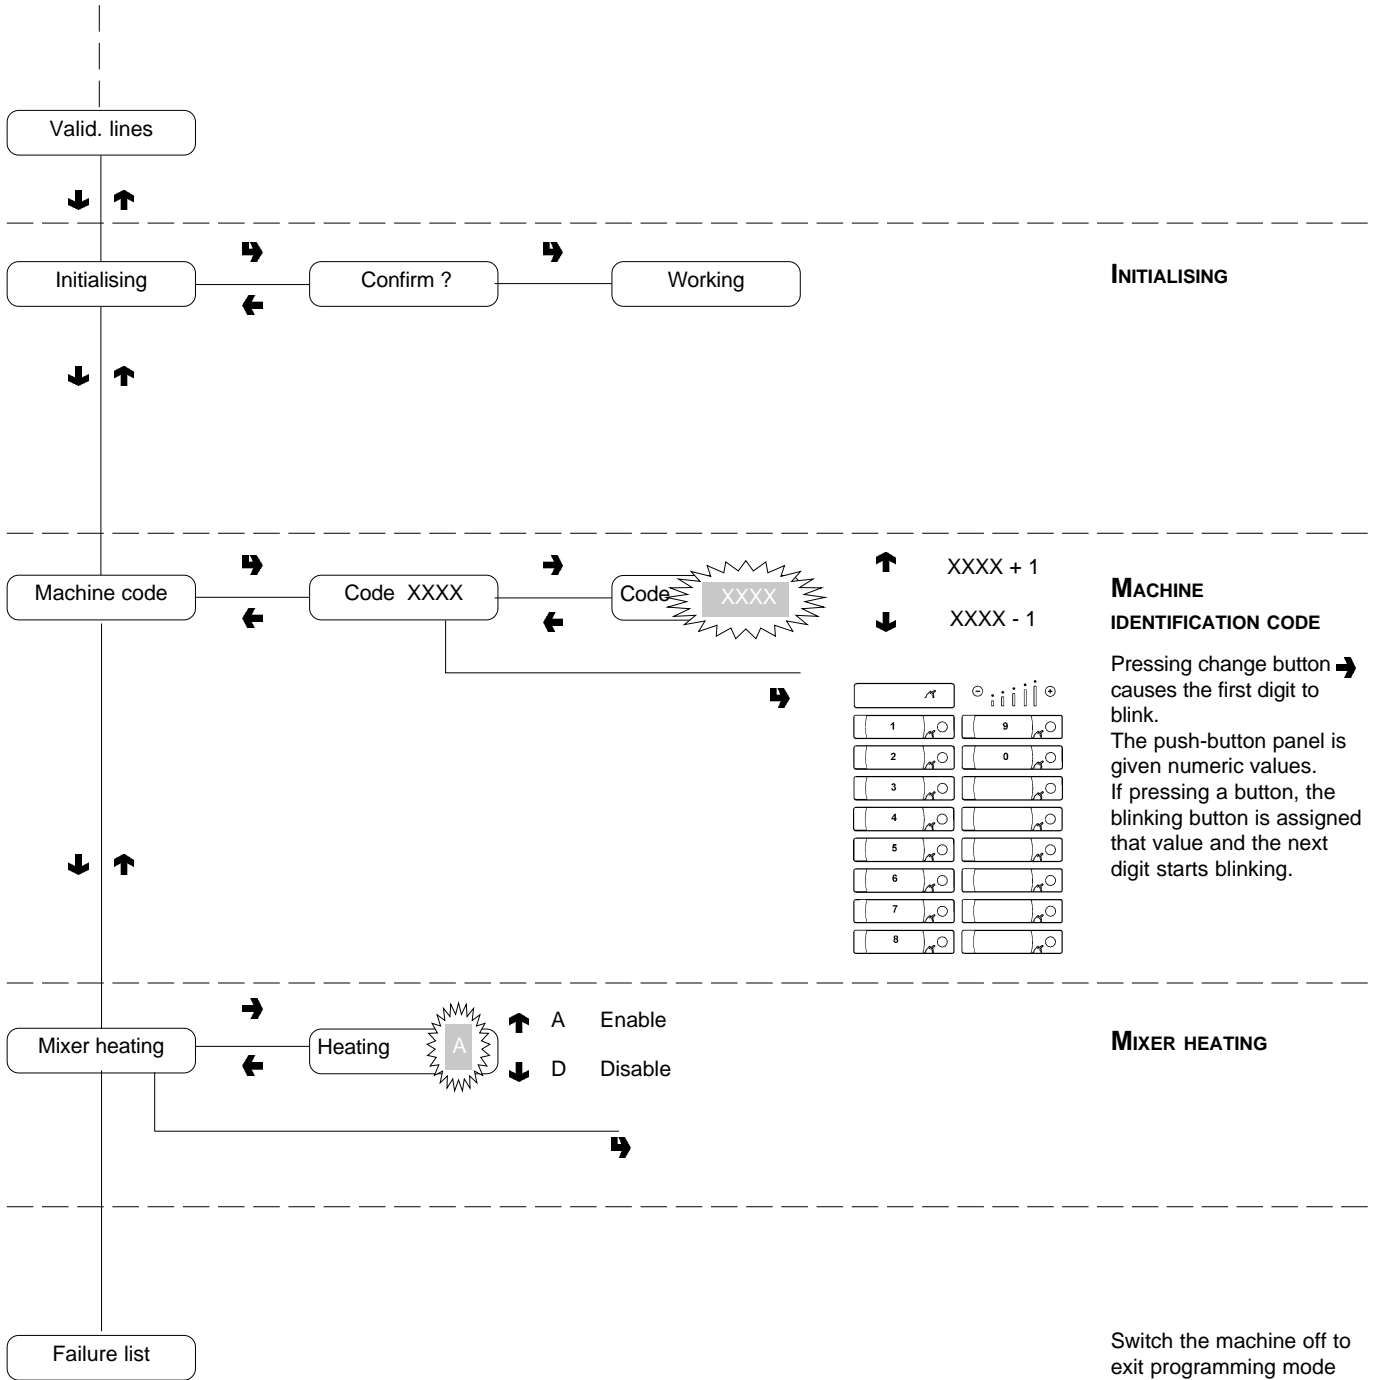 Valid. lines
Initialising
Confirm ?
Working
INITIALISING
Machine code
Code XXXX
Code XXXX
XXXX + 1
XXXX - 1
MACHINE
IDENTIFICATION CODE
Pressing change button
causes the first digit to
blink.
The push-button panel is
given numeric values.
If pressing a button, the
blinking button is assigned
that value and the next
digit starts blinking.
1 9
2 0
3
4
5
6
7
8
Mixer heating
Heating A
A Enable
D Disable
MIXER HEATING
Failure list
Switch the machine off to
exit programming mode